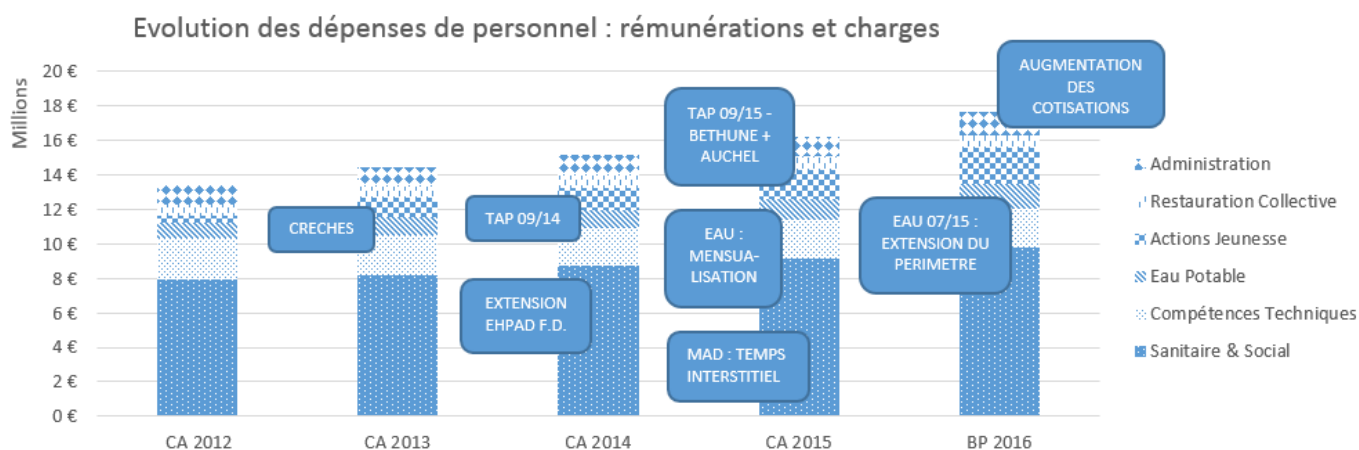 Evolution des dépenses de personnel : rémunérations et charges
Millions
20 €
18 €
16 €
14 €
12 €
10 €
8 €
6 €
4 €
2 €
0 €
CRECHES
TAP 09/14
EXTENSION
EHPAD F.D.
TAP 09/15 -
BETHUNE +
AUCHEL
EAU :
MENSUA-
LISATION
MAD : TEMPS
INTERSTITIEL
EAU 07/15 :
EXTENSION DU
PERIMETRE
AUGMENTATION
DES
COTISATIONS
CA 2012
CA 2013
CA 2014
CA 2015
BP 2016
Administration
Restauration Collective
Actions Jeunesse
Eau Potable
Compétences Techniques
Sanitaire & Social